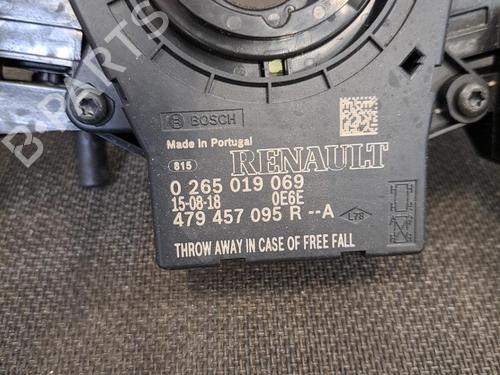 B PARTS
BOSCH
Made in Portugal
815 RENAULT
0 265 019 069
15-08-18 0E6E
479 457 095 R --A L78
THROW AWAY IN CASE OF FREE FALL